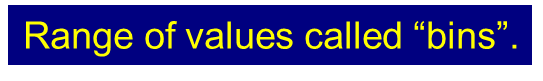 Range of values called “bins”.